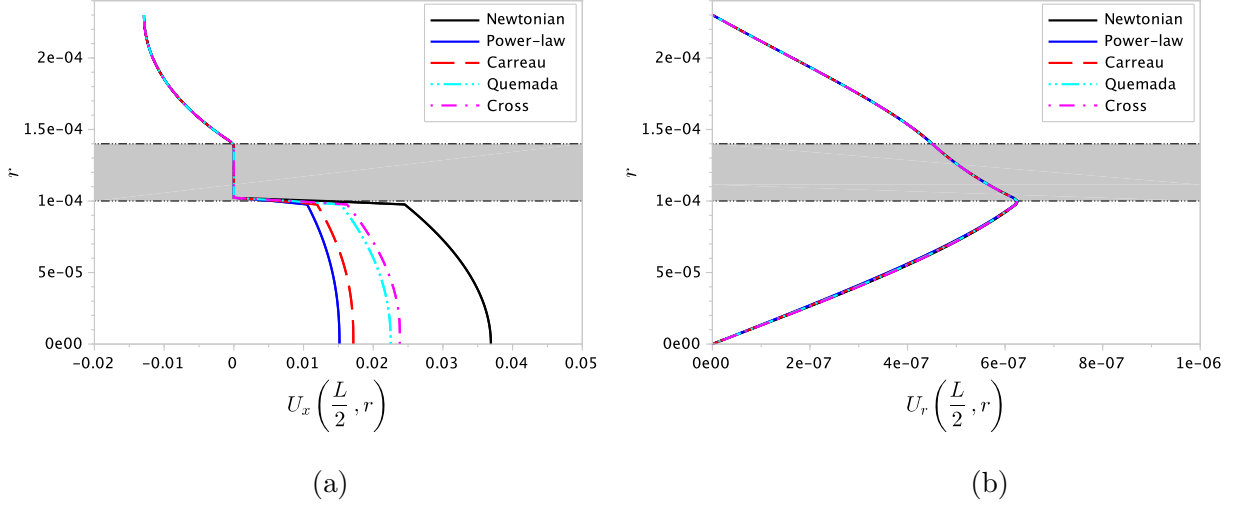 Newtonian
Power-law
Carreau
Quemada
Cross
2e-04
1.5e-04
1e-04
5e-05
0e00
r
-0.02 -0.01 0 0.01 0.02 0.03 0.04 0.05
U_x (L/2, r)
(a)
Newtonian
Power-law
Carreau
Quemada
Cross
2e-04
1.5e-04
1e-04
5e-05
0e00
r
0e00 2e-07 4e-07 6e-07 8e-07 1e-06
U_r (L/2, r)
(b)